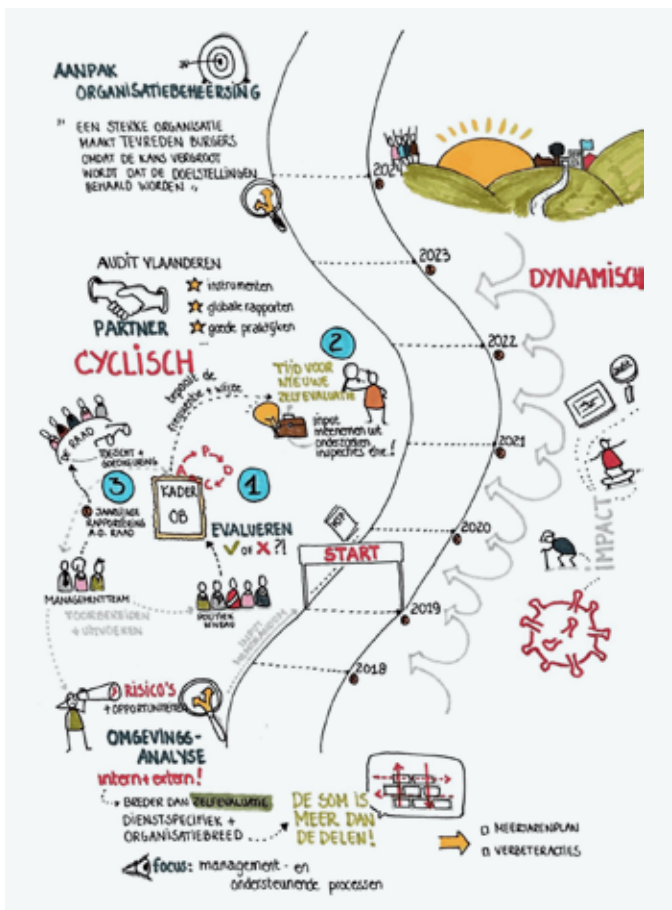 AANPAK
ORGANISATIEBEHEERSING
" EEN STERKE ORGANISATIE
MAAKT TEVREDEN BURGERS
OMDAT DE KANS VERGROOT
WORDT DAT DE DOELSTELLINGEN
BEHAALD WORDEN "
2024
2023
DYNAMISCH
AUDIT VLAANDEREN
PARTNER
instrumenten
globale rapporten
goede praktijken
2022
CYCLISCH
bepaalt de
frequentie + wijze
2
TIJD VOOR
NIEUWE
ZELFEVALUATIE
input
meenemen uit
onderzoeken
inspecties enz.!
2021
DE RAAD
TOEZICHT +
GOEDKEURING
P
D
C
A
3
KADER
OB
1
JAARLIJKSE
RAPPORTERING
A.D. RAAD
EVALUEREN
OF ?!
MJP
2020
START
IMPACT
MANAGEMENTTEAM
VOORBEREIDEN
+ UITVOEREN
POLITIEK
NIVEAU
2019
INPUT
MEMORANDUM
2018
RISICO'S
+ OPPORTUNITEITEN
OMGEVINGS-
ANALYSE
intern + extern!
BREDER DAN ZELFEVALUATIE
DIENSTSPECIFIEK +
ORGANISATIEBREED
DE SOM IS
MEER DAN
DE DELEN!
MEERJARENPLAN
VERBETERACTIES
focus: management - en
ondersteunende processen